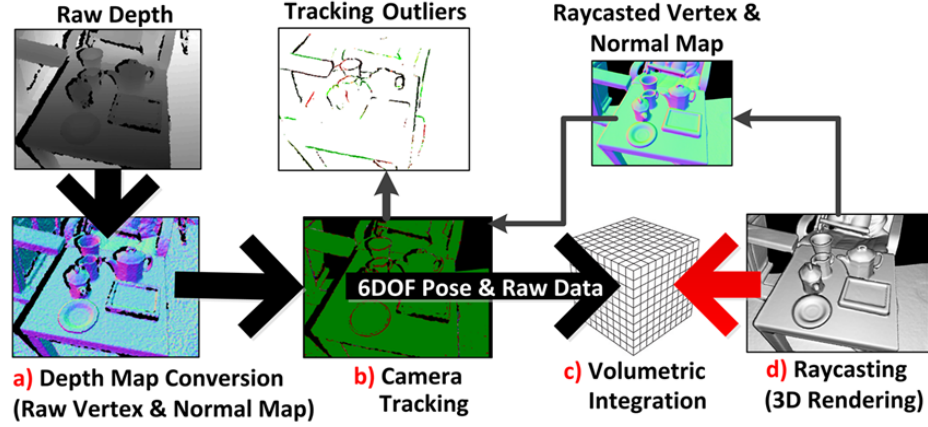 Raw Depth
Tracking Outliers
Raycasted Vertex &
Normal Map
6DOF Pose & Raw Data
a) Depth Map Conversion
(Raw Vertex & Normal Map)
b) Camera
Tracking
c) Volumetric
Integration
d) Raycasting
(3D Rendering)